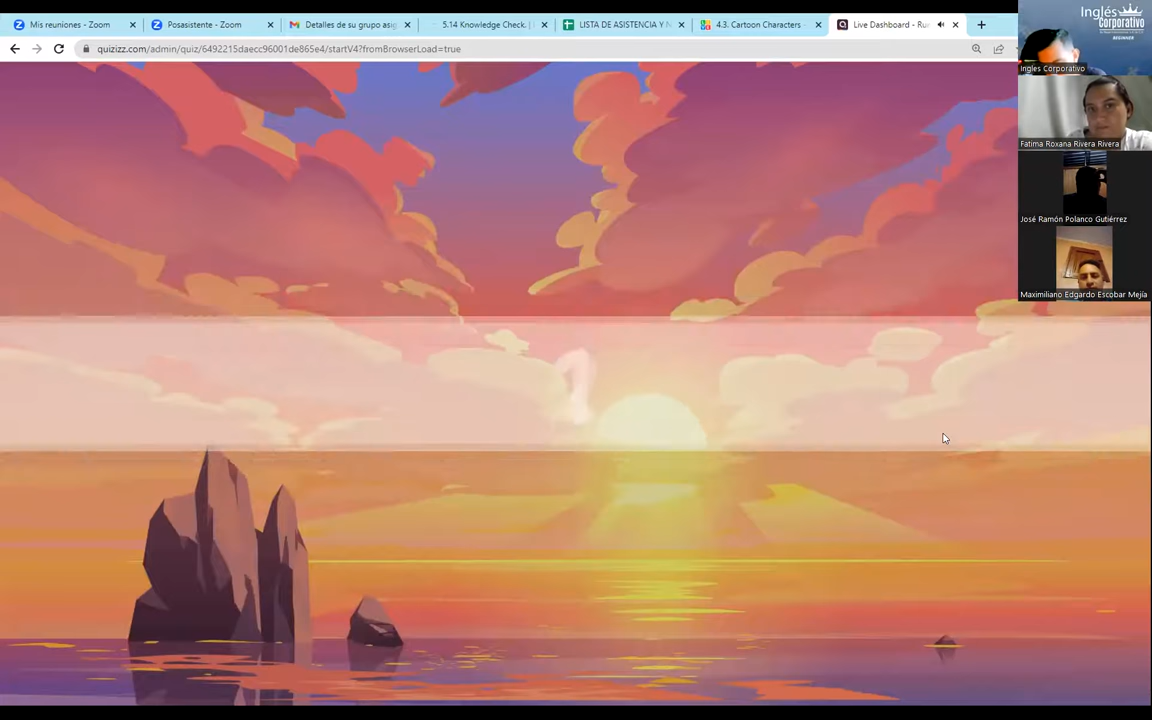 Mis reuniones - Zoom
Posasistente - Zoom
Detalles de su grupo asig
5.14 Knowledge Check. |
LISTA DE ASISTENCIA Y N
4.3. Cartoon Characters -
Live Dashboard - Ru
quizizz.com/admin/quiz/6492215daecc96001de865e4/startV4?fromBrowserLoad=true
Inglés
Corporativo
BEGINNER
Ingles Corporativo
Fatima Roxana Rivera Rivera
José Ramón Polanco Gutiérrez
Maximiliano Edgardo Escobar Mejía